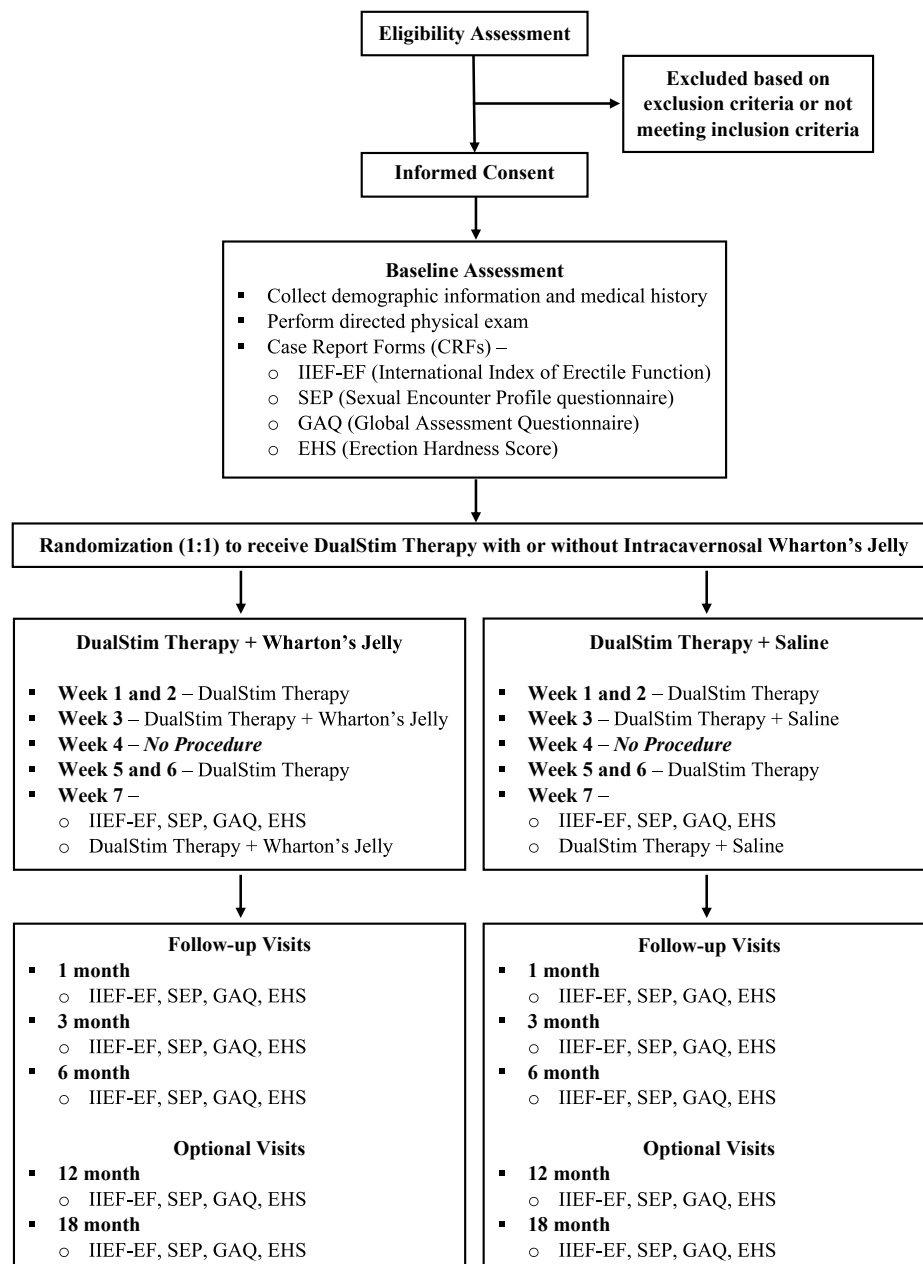 Eligibility Assessment
Excluded based on
exclusion criteria or not
meeting inclusion criteria
Informed Consent
Baseline Assessment
▪ Collect demographic information and medical history
▪ Perform directed physical exam
▪ Case Report Forms (CRFs) –
o IIEF-EF (International Index of Erectile Function)
o SEP (Sexual Encounter Profile questionnaire)
o GAQ (Global Assessment Questionnaire)
o EHS (Erection Hardness Score)
Randomization (1:1) to receive DualStim Therapy with or without Intracavernosal Wharton's Jelly
DualStim Therapy + Wharton's Jelly
▪ Week 1 and 2 – DualStim Therapy
▪ Week 3 – DualStim Therapy + Wharton's Jelly
▪ Week 4 – No Procedure
▪ Week 5 and 6 – DualStim Therapy
▪ Week 7 –
o IIEF-EF, SEP, GAQ, EHS
o DualStim Therapy + Wharton's Jelly
DualStim Therapy + Saline
▪ Week 1 and 2 – DualStim Therapy
▪ Week 3 – DualStim Therapy + Saline
▪ Week 4 – No Procedure
▪ Week 5 and 6 – DualStim Therapy
▪ Week 7 –
o IIEF-EF, SEP, GAQ, EHS
o DualStim Therapy + Saline
Follow-up Visits
▪ 1 month
o IIEF-EF, SEP, GAQ, EHS
▪ 3 month
o IIEF-EF, SEP, GAQ, EHS
▪ 6 month
o IIEF-EF, SEP, GAQ, EHS
Optional Visits
▪ 12 month
o IIEF-EF, SEP, GAQ, EHS
▪ 18 month
o IIEF-EF, SEP, GAQ, EHS
Follow-up Visits
▪ 1 month
o IIEF-EF, SEP, GAQ, EHS
▪ 3 month
o IIEF-EF, SEP, GAQ, EHS
▪ 6 month
o IIEF-EF, SEP, GAQ, EHS
Optional Visits
▪ 12 month
o IIEF-EF, SEP, GAQ, EHS
▪ 18 month
o IIEF-EF, SEP, GAQ, EHS